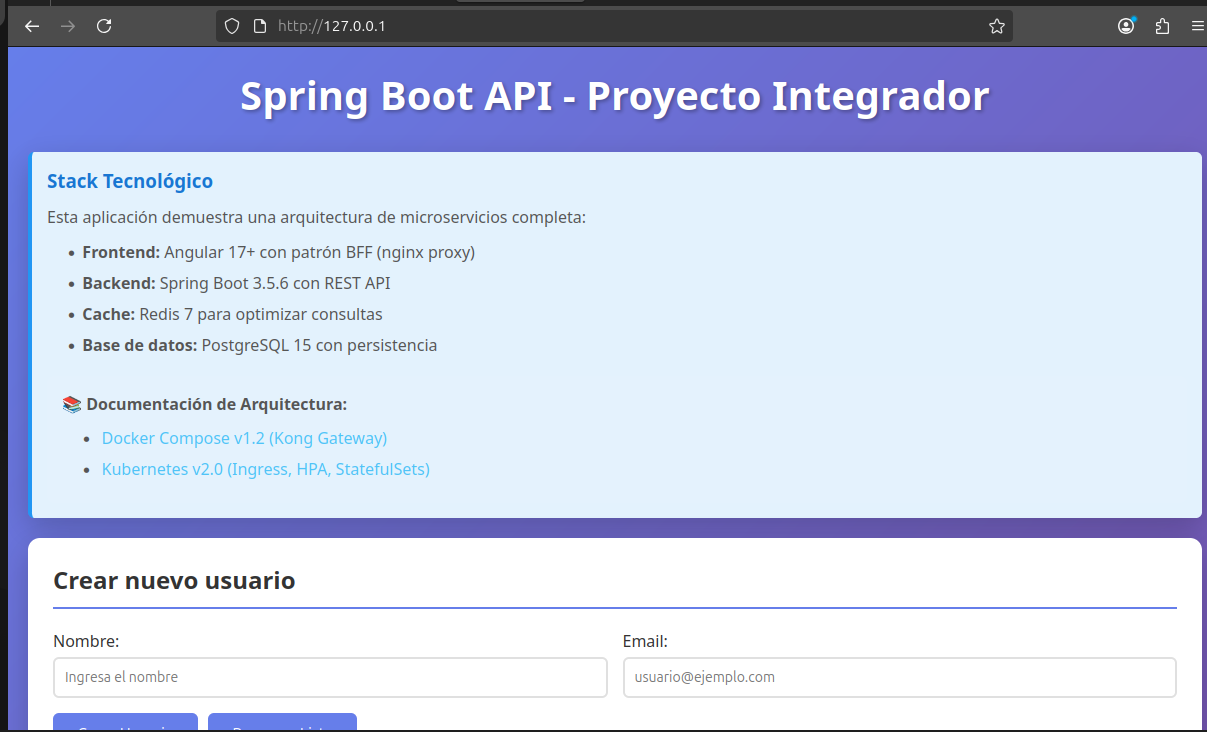 http://127.0.0.1
Spring Boot API - Proyecto Integrador
Stack Tecnológico
Esta aplicación demuestra una arquitectura de microservicios completa:
Frontend: Angular 17+ con patrón BFF (nginx proxy)
Backend: Spring Boot 3.5.6 con REST API
Cache: Redis 7 para optimizar consultas
Base de datos: PostgreSQL 15 con persistencia
📚 Documentación de Arquitectura:
Docker Compose v1.2 (Kong Gateway)
Kubernetes v2.0 (Ingress, HPA, StatefulSets)
Crear nuevo usuario
Nombre: Email:
Ingresa el nombre usuario@ejemplo.com